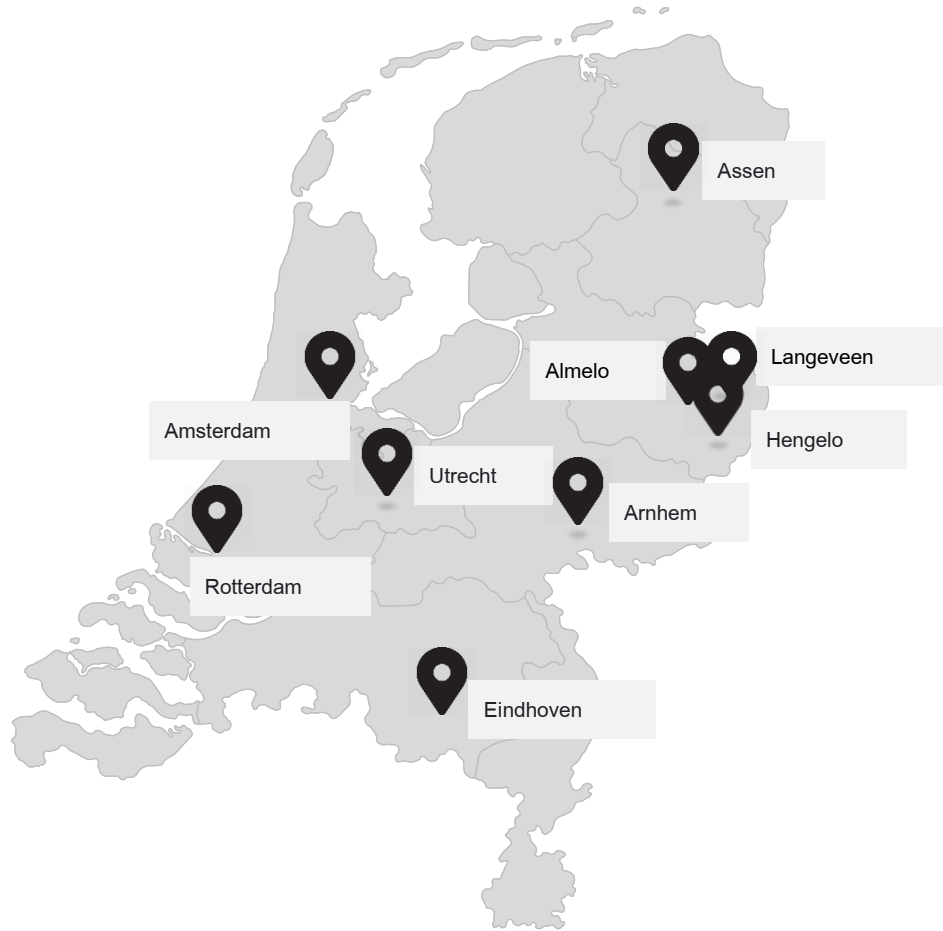 Assen
Langeveen
Almelo
Amsterdam
Hengelo
Utrecht
Arnhem
Rotterdam
Eindhoven